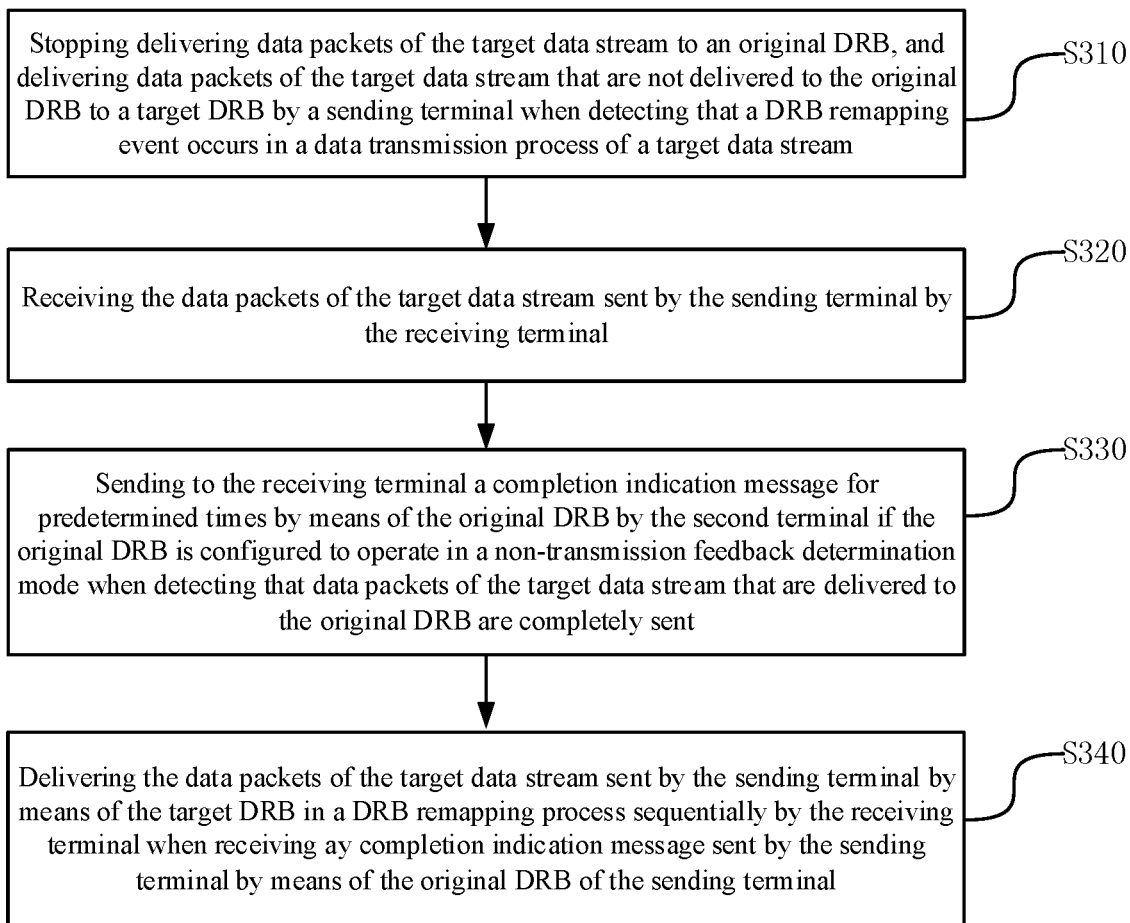 Stopping delivering data packets of the target data stream to an original DRB, and
delivering data packets of the target data stream that are not delivered to the original
DRB to a target DRB by a sending terminal when detecting that a DRB remapping
event occurs in a data transmission process of a target data stream
S310
Receiving the data packets of the target data stream sent by the sending terminal by
the receiving terminal
S320
Sending to the receiving terminal a completion indication message for
predetermined times by means of the original DRB by the second terminal if the
original DRB is configured to operate in a non-transmission feedback determination
mode when detecting that data packets of the target data stream that are delivered to
the original DRB are completely sent
S330
Delivering the data packets of the target data stream sent by the sending terminal by
means of the target DRB in a DRB remapping process sequentially by the receiving
terminal when receiving ay completion indication message sent by the sending
terminal by means of the original DRB of the sending terminal
S340